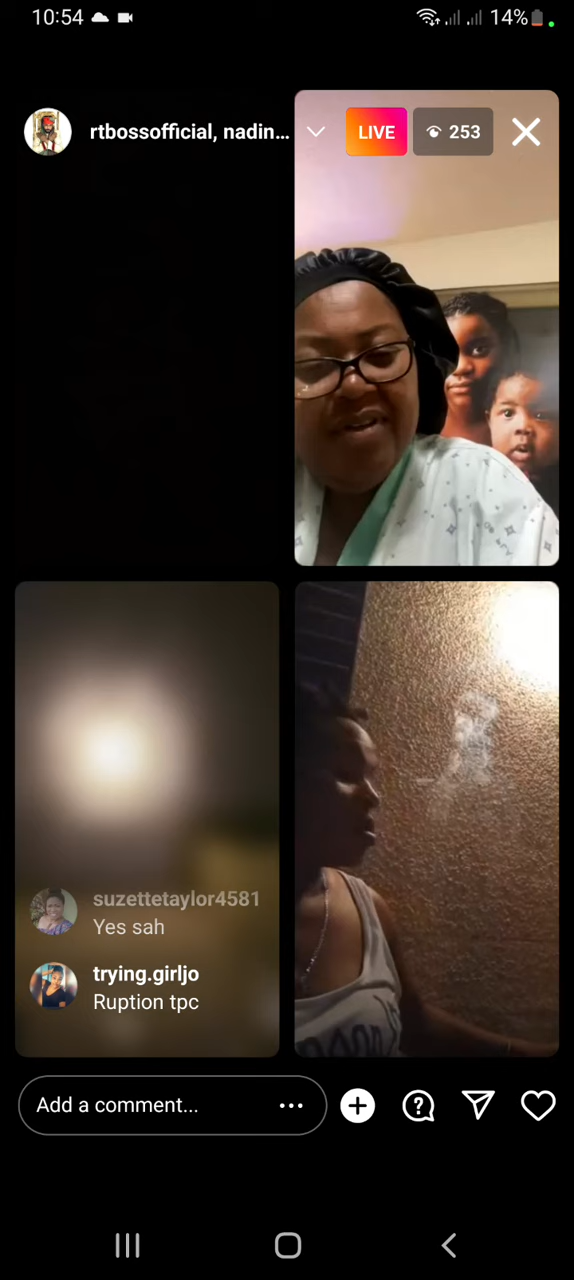 10:54
14%
rtbossofficial, nadin...
LIVE
253
suzettetaylor4581
Yes sah
trying.girljo
Ruption tpc
Add a comment...